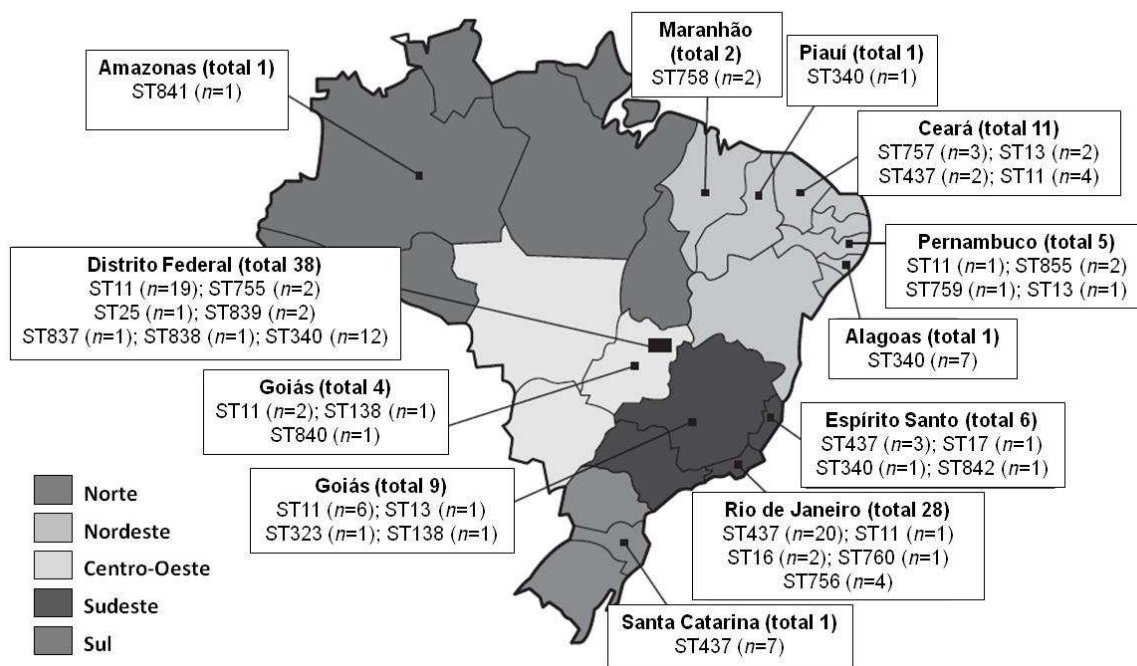 Amazonas (total 1)
ST841 (n=1)
Maranhão
(total 2)
ST758 (n=2)
Piauí (total 1)
ST340 (n=1)
Ceará (total 11)
ST757 (n=3); ST13 (n=2)
ST437 (n=2); ST11 (n=4)
Distrito Federal (total 38)
ST11 (n=19); ST755 (n=2)
ST25 (n=1); ST839 (n=2)
ST837 (n=1); ST838 (n=1); ST340 (n=12)
Pernambuco (total 5)
ST11 (n=1); ST855 (n=2)
ST759 (n=1); ST13 (n=1)
Alagoas (total 1)
ST340 (n=7)
Goiás (total 4)
ST11 (n=2); ST138 (n=1)
ST840 (n=1)
Espírito Santo (total 6)
ST437 (n=3); ST17 (n=1)
ST340 (n=1); ST842 (n=1)
Goiás (total 9)
ST11 (n=6); ST13 (n=1)
ST323 (n=1); ST138 (n=1)
Rio de Janeiro (total 28)
ST437 (n=20); ST11 (n=1)
ST16 (n=2); ST760 (n=1)
ST756 (n=4)
Santa Catarina (total 1)
ST437 (n=7)
Norte
Nordeste
Centro-Oeste
Sudeste
Sul